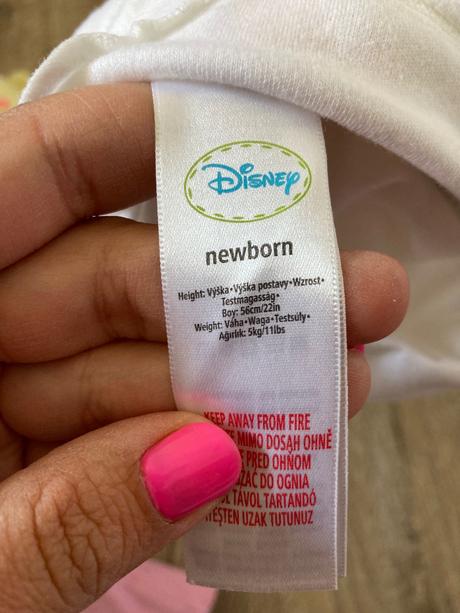 Disney
newborn
Height: Výška•Výška postavy•Wzrost•
Testmagasság•
Boy: 56cm/22in
Weight: Váha•Waga•Testsúly•
Ağırlık: 5kg/11lbs
KEEP AWAY FROM FIRE
MIMO DOSAH OHNĚ
PRED OHŇOM
DO OGNIA
TÁVOL TARTANDÓ
UZAK TUTUNUZ